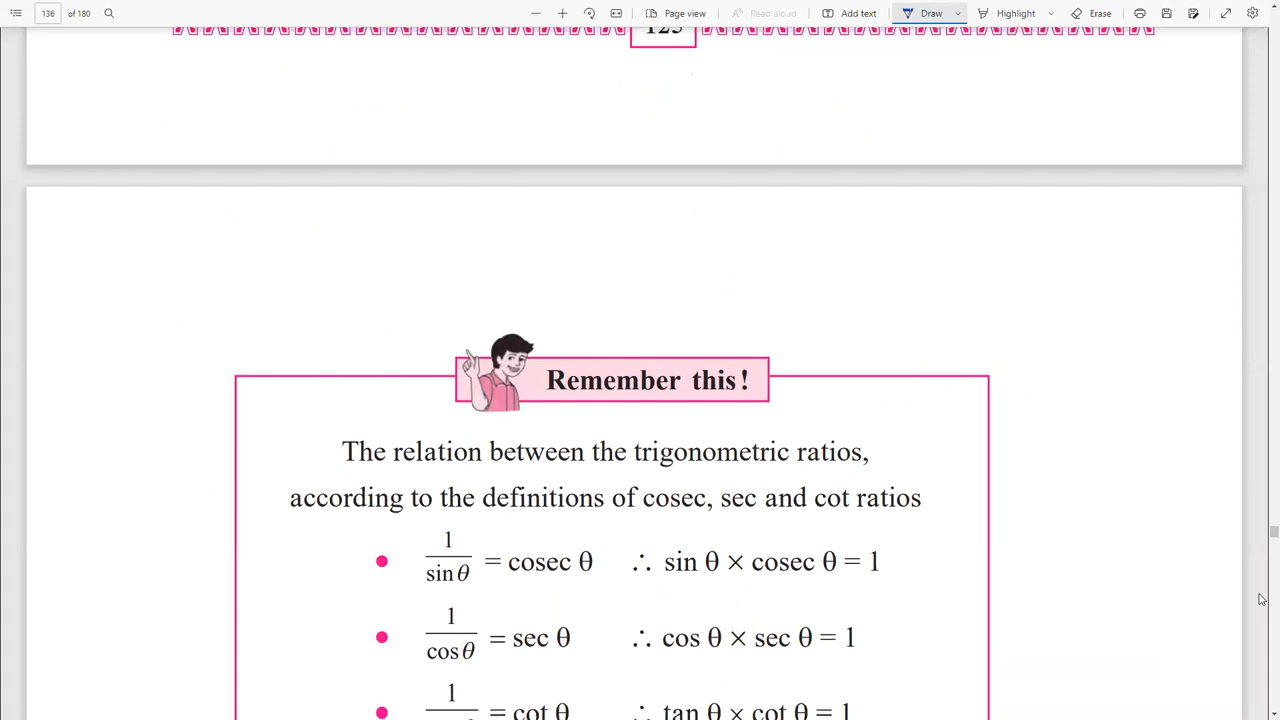 136 of 180 Page view Read aloud Add text Draw Highlight Erase
123
Remember this!
The relation between the trigonometric ratios,
according to the definitions of cosec, sec and cot ratios
• 1/sin θ = cosec θ ∴ sin θ × cosec θ = 1
• 1/cos θ = sec θ ∴ cos θ × sec θ = 1
• 1 = cot θ ∴ tan θ × cot θ = 1